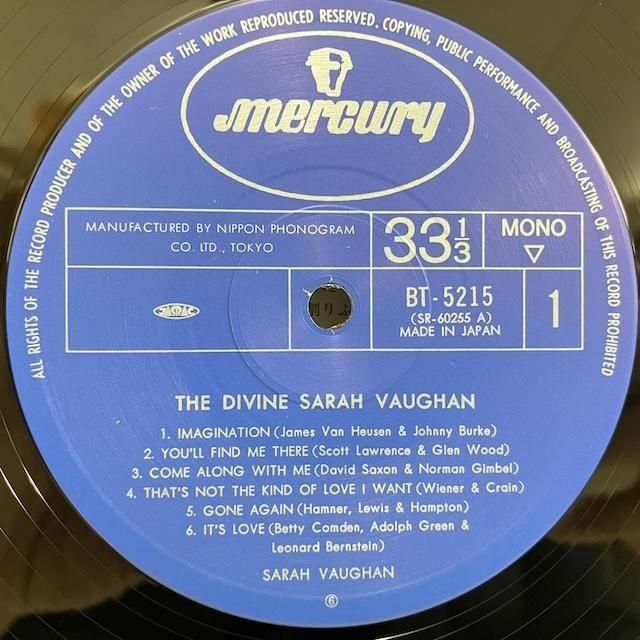 ALL RIGHTS OF THE RECORD PRODUCER AND OF THE OWNER OF THE WORK REPRODUCED RESERVED. COPYING, PUBLIC PERFORMANCE AND BROADCASTING OF THIS RECORD PROHIBITED
mercury
MANUFACTURED BY NIPPON PHONOGRAM
CO. LTD., TOKYO
33 1/3
MONO
▽
JASRAC
BT-5215
(SR-60255 A)
MADE IN JAPAN
1
THE DIVINE SARAH VAUGHAN
1. IMAGINATION (James Van Heusen & Johnny Burke)
2. YOU'LL FIND ME THERE (Scott Lawrence & Glen Wood)
3. COME ALONG WITH ME (David Saxon & Norman Gimbel)
4. THAT'S NOT THE KIND OF LOVE I WANT (Wiener & Crain)
5. GONE AGAIN (Hamner, Lewis & Hampton)
6. IT'S LOVE (Betty Comden, Adolph Green &
Leonard Bernstein)
SARAH VAUGHAN
⑥